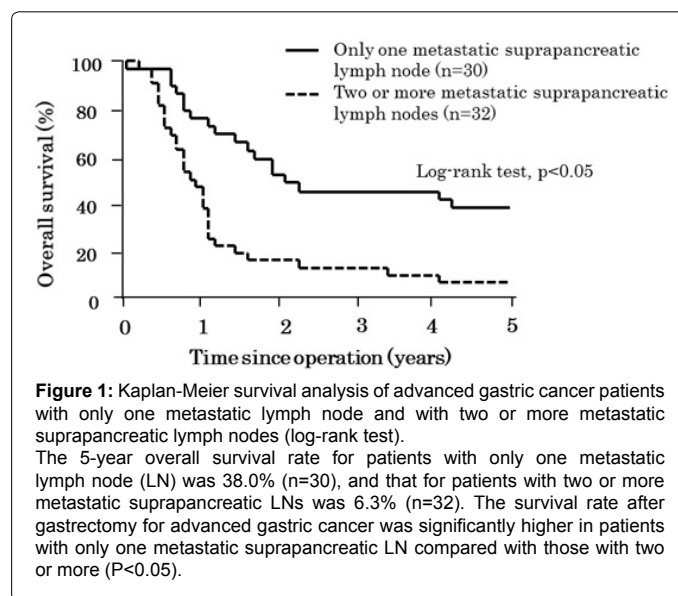 Only one metastatic suprapancreatic
lymph node (n=30)
Two or more metastatic suprapancreatic
lymph nodes (n=32)
Log-rank test, p<0.05
Overall survival (%)
100
80
60
40
20
0
0 1 2 3 4 5
Time since operation (years)
Figure 1: Kaplan-Meier survival analysis of advanced gastric cancer patients
with only one metastatic lymph node and with two or more metastatic
suprapancreatic lymph nodes (log-rank test).
The 5-year overall survival rate for patients with only one metastatic
lymph node (LN) was 38.0% (n=30), and that for patients with two or more
metastatic suprapancreatic LNs was 6.3% (n=32). The survival rate after
gastrectomy for advanced gastric cancer was significantly higher in patients
with only one metastatic suprapancreatic LN compared with those with two
or more (P<0.05).